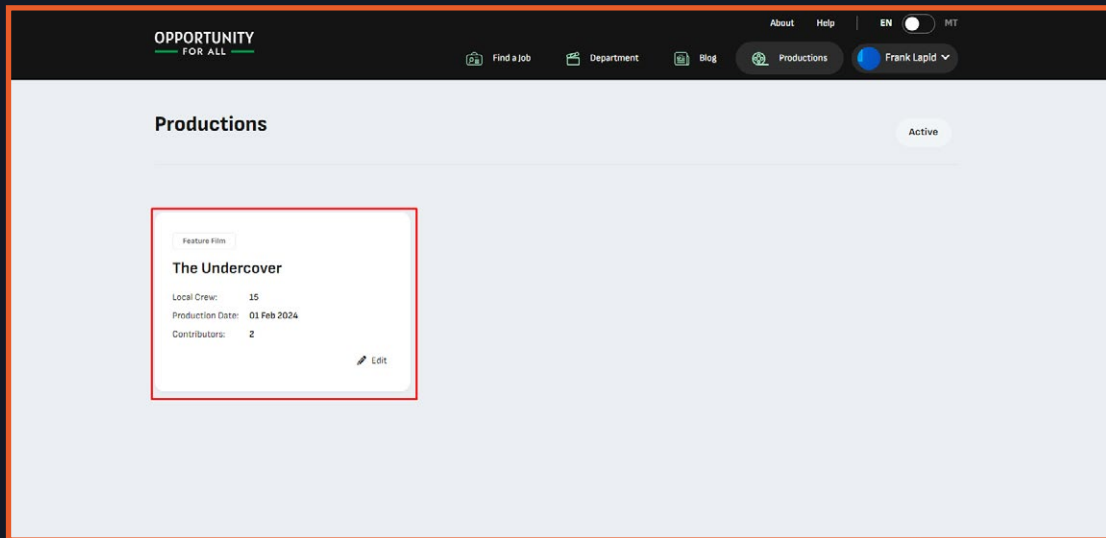 About Help EN MT
OPPORTUNITY
FOR ALL
Find a Job Department Blog Productions Frank Lapid
Productions
Active
Feature Film
The Undercover
Local Crew: 15
Production Date: 01 Feb 2024
Contributors: 2
Edit